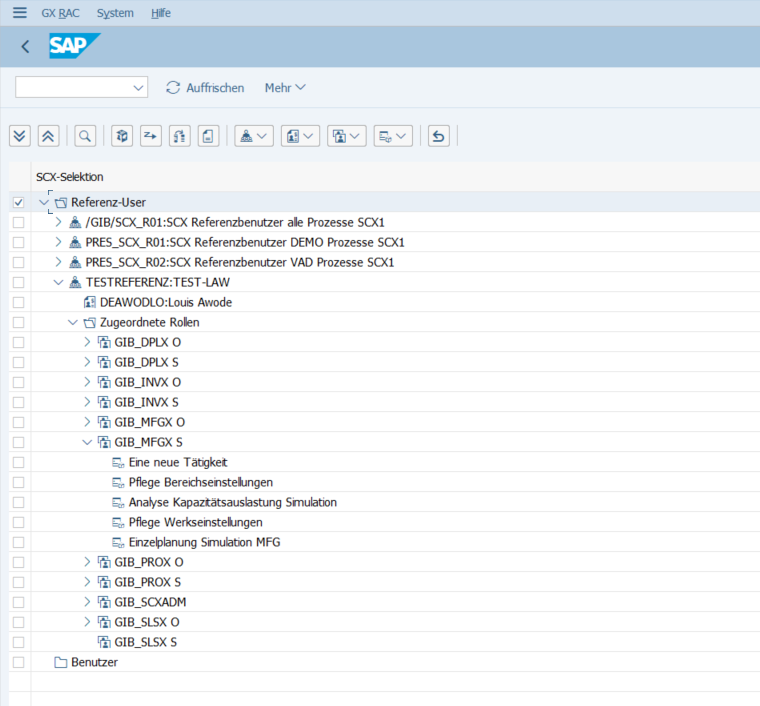 GX RAC System Hilfe
SAP
Auffrischen Mehr
SCX-Selektion
Referenz-User
/GIB/SCX_R01:SCX Referenzbenutzer alle Prozesse SCX1
PRES_SCX_R01:SCX Referenzbenutzer DEMO Prozesse SCX1
PRES_SCX_R02:SCX Referenzbenutzer VAD Prozesse SCX1
TESTREFERENZ:TEST-LAW
DEAWODLO:Louis Awode
Zugeordnete Rollen
GIB_DPLX O
GIB_DPLX S
GIB_INVX O
GIB_INVX S
GIB_MFGX O
GIB_MFGX S
Eine neue Tätigkeit
Pflege Bereichseinstellungen
Analyse Kapazitätsauslastung Simulation
Pflege Werkseinstellungen
Einzelplanung Simulation MFG
GIB_PROX O
GIB_PROX S
GIB_SCXADM
GIB_SLSX O
GIB_SLSX S
Benutzer